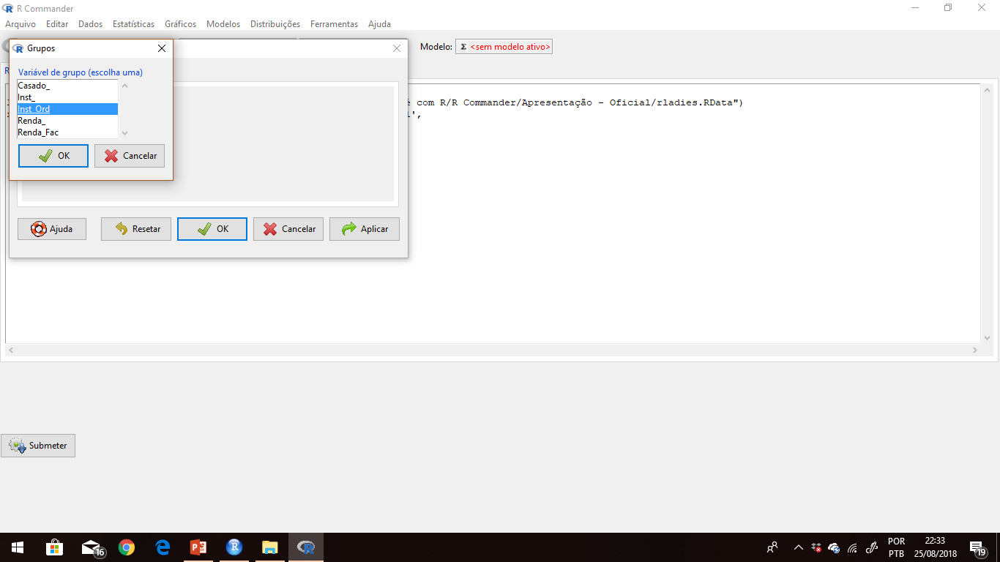 R Commander
Arquivo Editar Dados Estatísticas Gráficos Modelos Distribuições Ferramentas Ajuda
Grupos
Modelo: Σ <sem modelo ativo>
Variável de grupo (escolha uma)
Casado_
Inst_
Inst_Ord
Renda_
Renda_Fac
OK Cancelar
é com R/R Commander/Apresentação - Oficial/rladies.RData")
',
Ajuda Resetar OK Cancelar Aplicar
Submeter
16
POR
PTB
22:33
25/08/2018
19